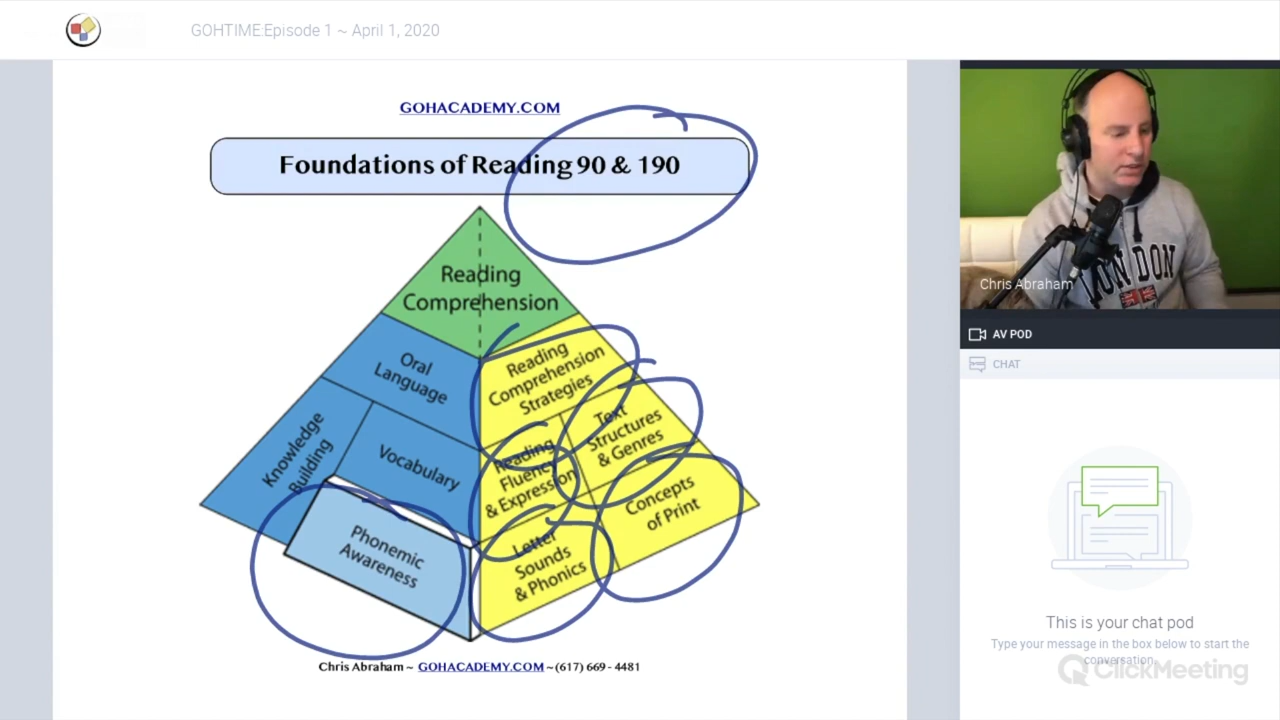 GOHTIME:Episode 1 ~ April 1, 2020
GOHACADEMY.COM
Foundations of Reading 90 & 190
Reading
Comprehension
Oral
Language
Knowledge
Building
Vocabulary
Phonemic
Awareness
Reading
Comprehension
Strategies
Text
Structures
& Genres
Reading
Fluency
& Expression
Concepts
of Print
Letter
Sounds
& Phonics
Chris Abraham ~ GOHACADEMY.COM ~ (617) 669 - 4481
LONDON
Chris Abraham
AV POD
CHAT
This is your chat pod
Type your message in the box below to start the
conversation.
ClickMeeting